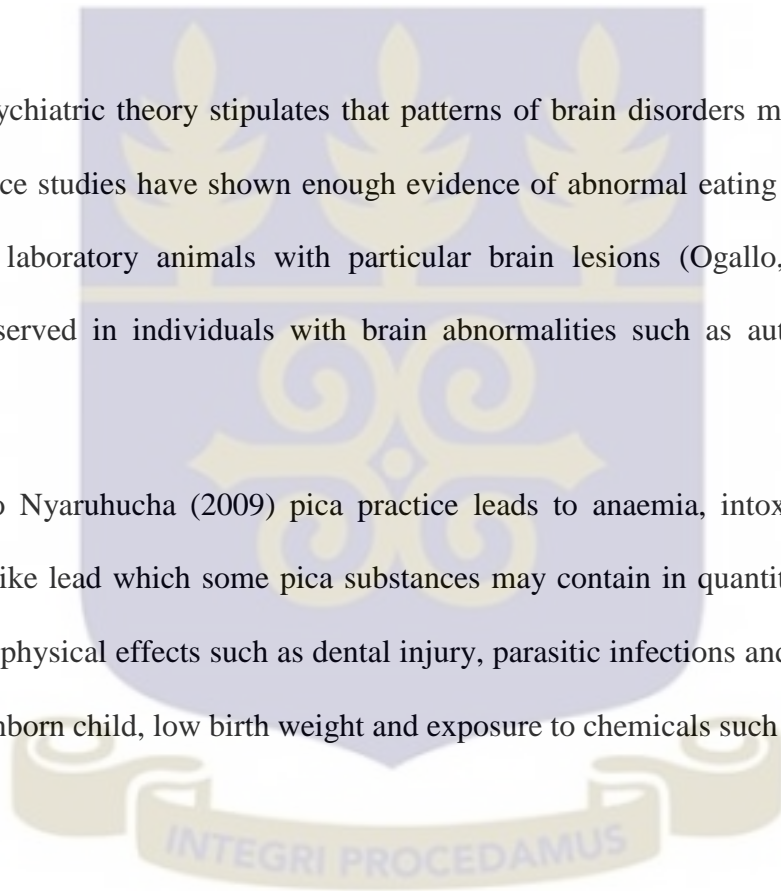 ychiatric theory stipulates that patterns of brain disorders m
ce studies have shown enough evidence of abnormal eating
laboratory animals with particular brain lesions (Ogallo,
served in individuals with brain abnormalities such as aut
o Nyaruhucha (2009) pica practice leads to anaemia, intox
ike lead which some pica substances may contain in quantit
physical effects such as dental injury, parasitic infections and
nborn child, low birth weight and exposure to chemicals such
INTEGRI PROCEDAMUS